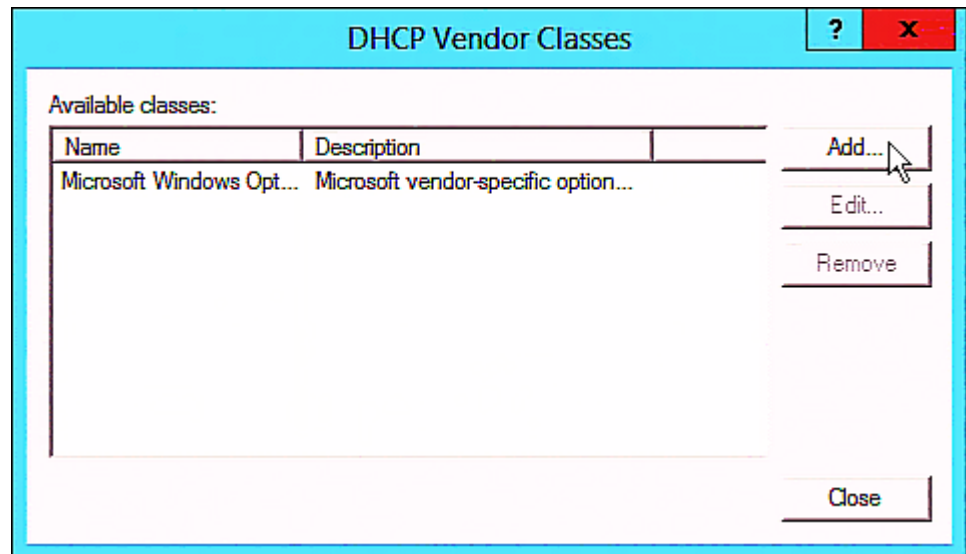 DHCP Vendor Classes
? x
Available classes:
Name Description
Add...
Microsoft Windows Opt... Microsoft vendor-specific option...
Edit...
Remove
Close